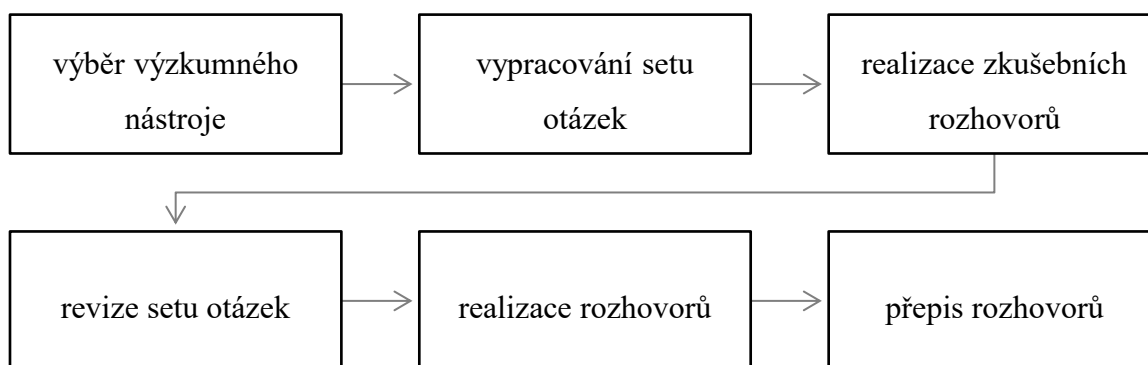 výběr výzkumného
nástroje
vypracování setu
otázek
realizace zkušebních
rozhovorů
revize setu otázek
realizace rozhovorů
přepis rozhovorů